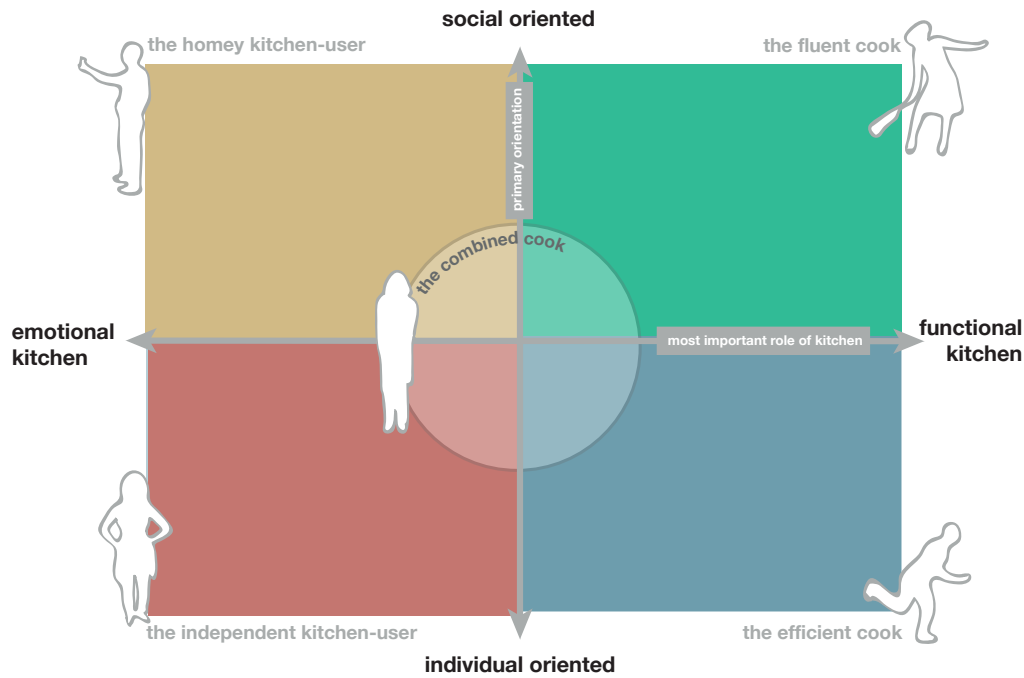 social oriented
the homey kitchen-user
the fluent cook
primary orientation
the combined cook
emotional
kitchen
most important role of kitchen
functional
kitchen
the independent kitchen-user
the efficient cook
individual oriented